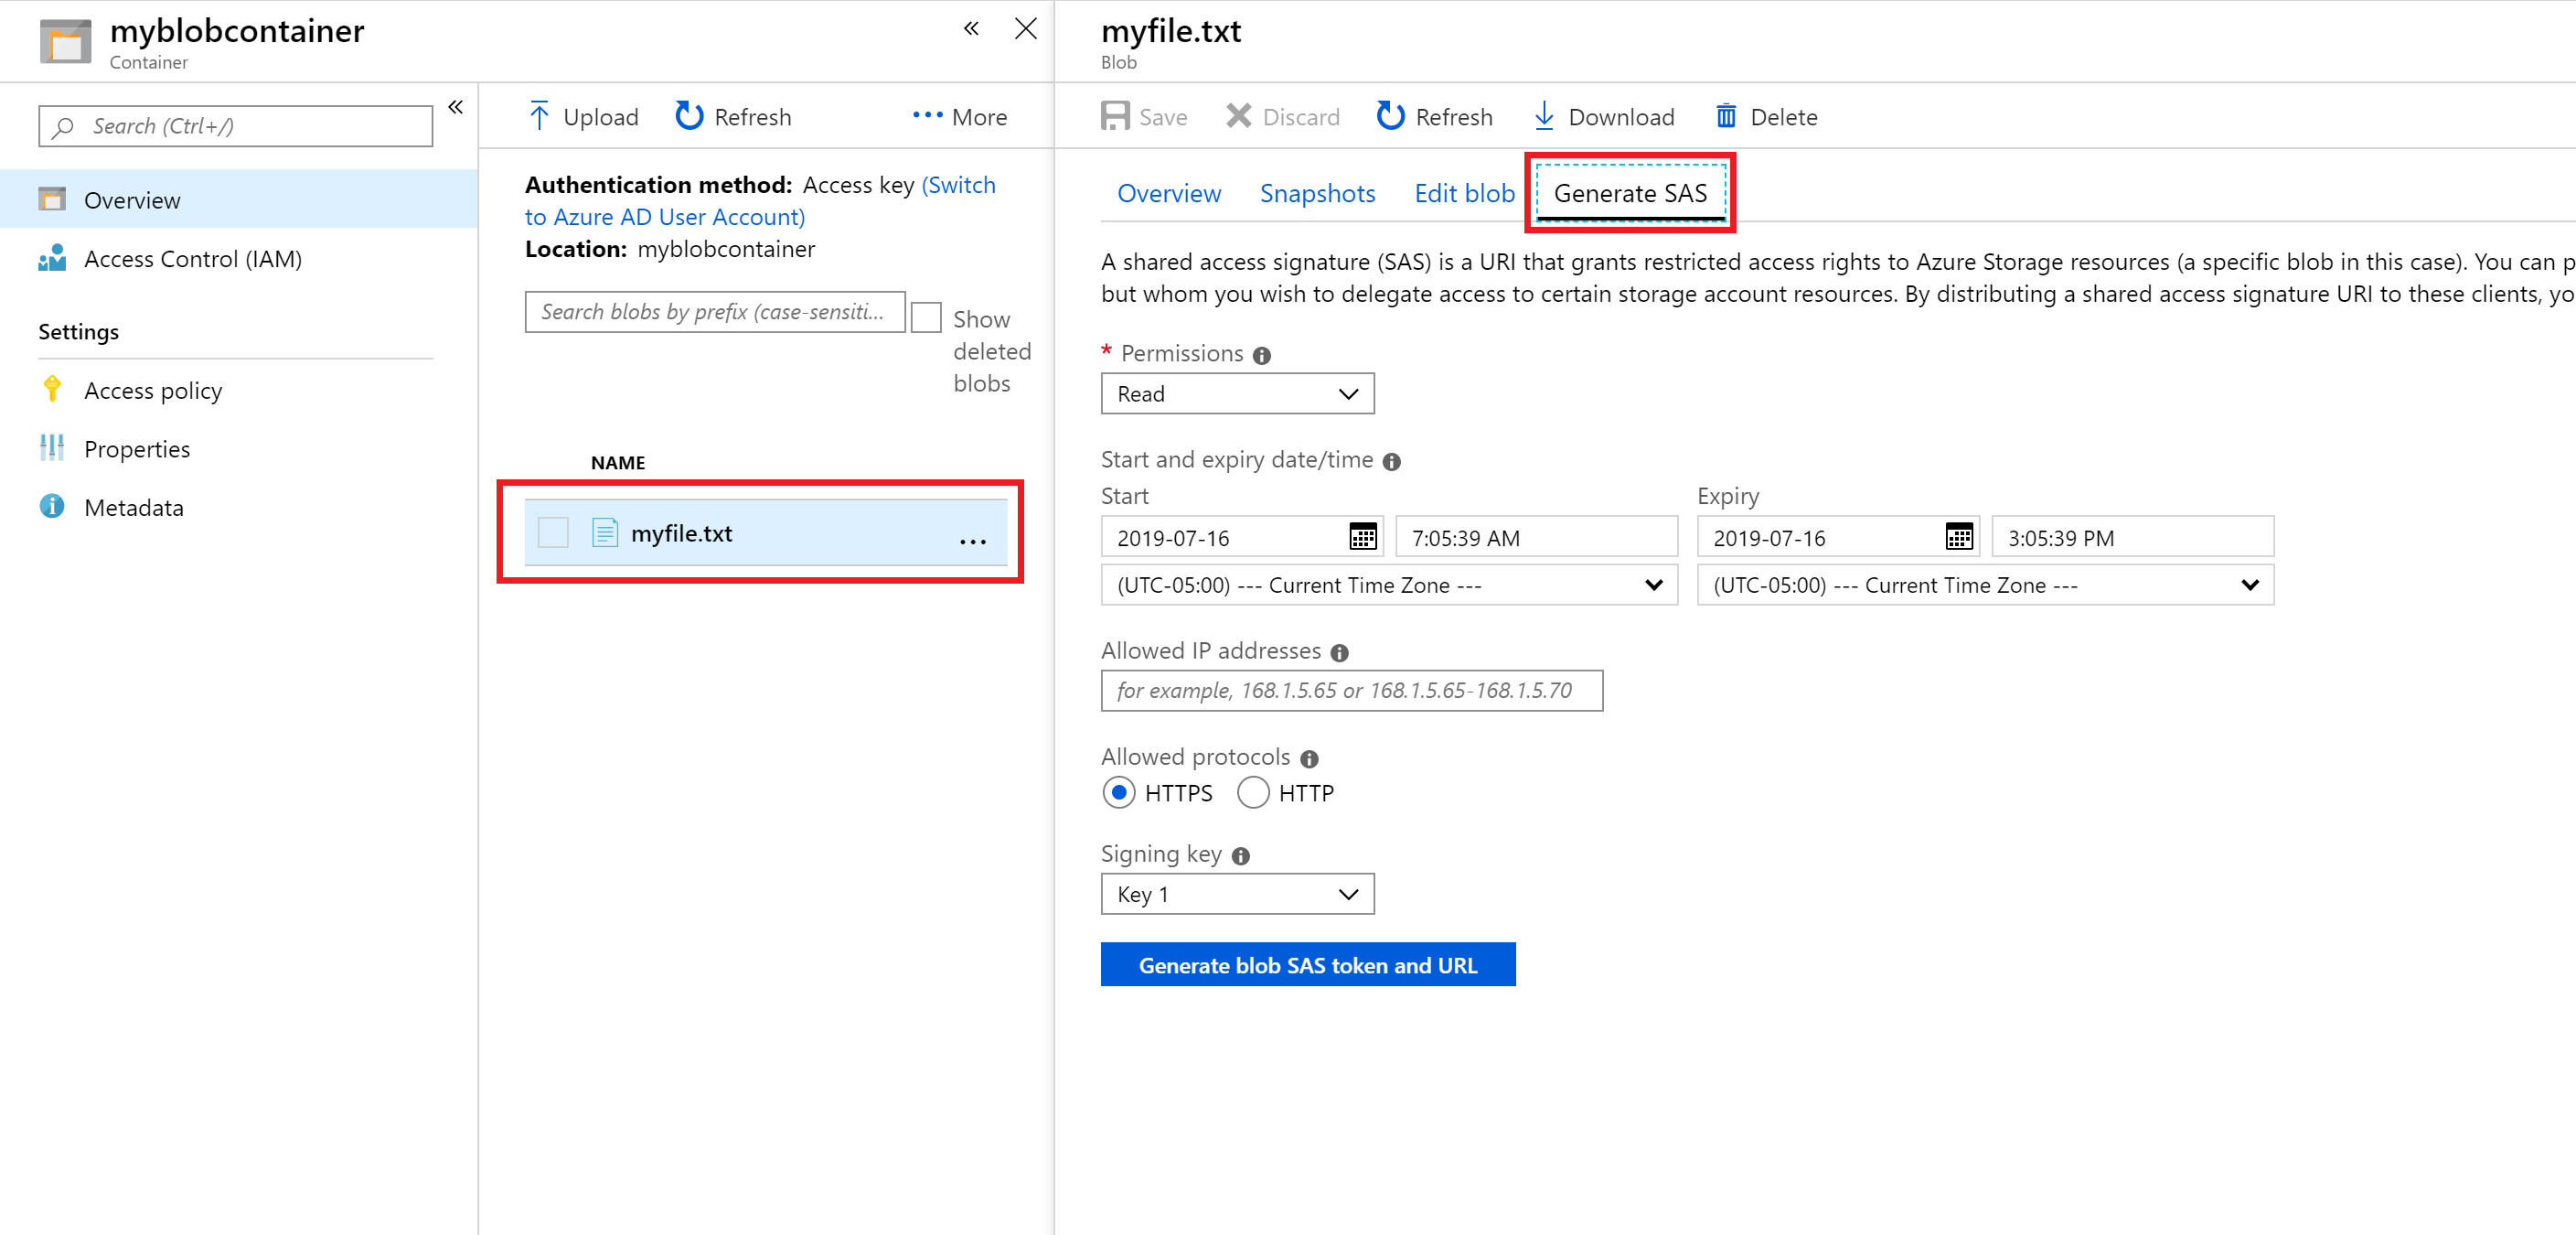 myblobcontainer
Container
Search (Ctrl+/)
Overview
Access Control (IAM)
Settings
Access policy
Properties
Metadata
Upload
Refresh
More
Authentication method: Access key (Switch
to Azure AD User Account)
Location: myblobcontainer
Search blobs by prefix (case-sensiti...
Show
deleted
blobs
NAME
myfile.txt
...
myfile.txt
Blob
Save
Discard
Refresh
Download
Delete
Overview
Snapshots
Edit blob
Generate SAS
A shared access signature (SAS) is a URI that grants restricted access rights to Azure Storage resources (a specific blob in this case). You can p
but whom you wish to delegate access to certain storage account resources. By distributing a shared access signature URI to these clients, yo
* Permissions
Read
Start and expiry date/time
Start
2019-07-16
7:05:39 AM
(UTC-05:00) --- Current Time Zone ---
Expiry
2019-07-16
3:05:39 PM
(UTC-05:00) --- Current Time Zone ---
Allowed IP addresses
for example, 168.1.5.65 or 168.1.5.65-168.1.5.70
Allowed protocols
HTTPS
HTTP
Signing key
Key 1
Generate blob SAS token and URL